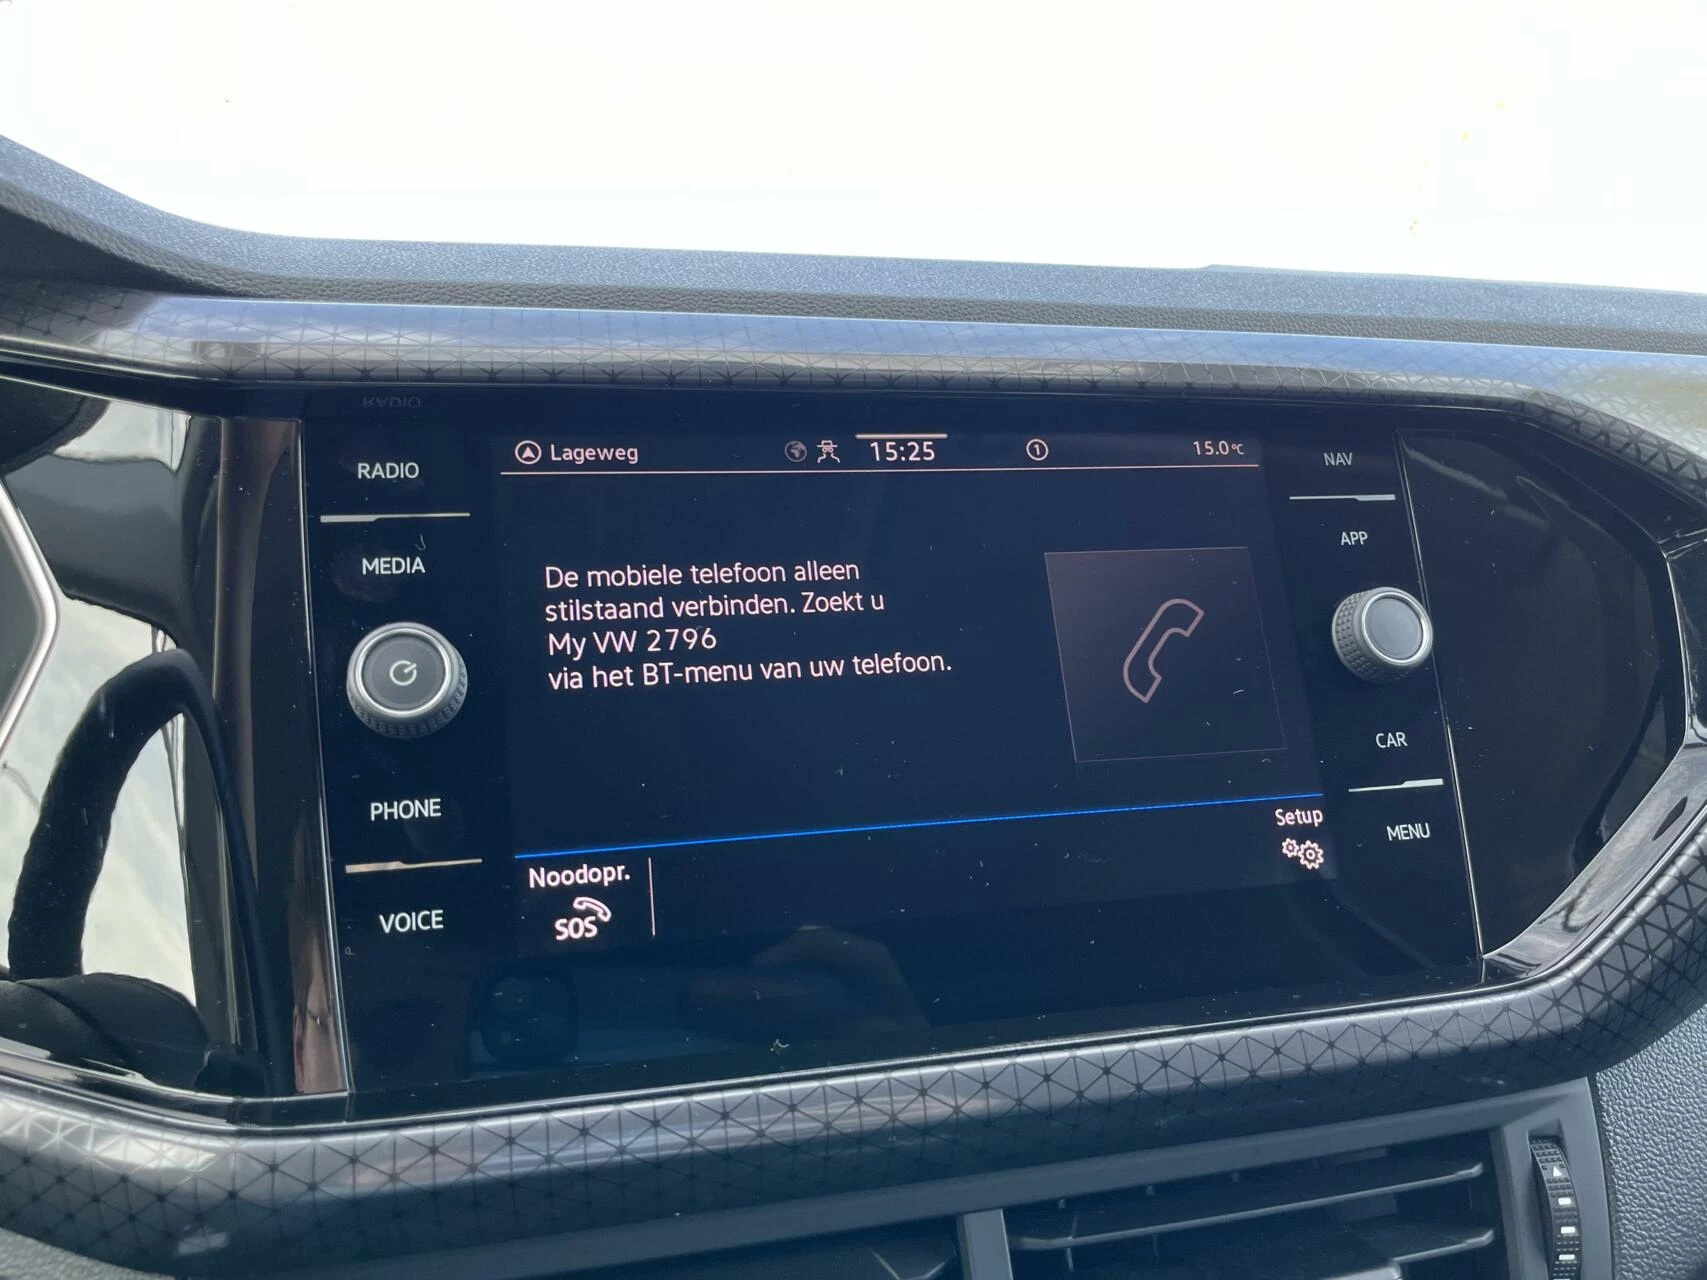 RADIO
MEDIA
PHONE
VOICE
Lageweg
15:25
1
15.0°C
De mobiele telefoon alleen
stilstaand verbinden. Zoekt u
My VW 2796
via het BT-menu van uw telefoon.
Noodopr.
SOS
Setup
NAV
APP
CAR
MENU